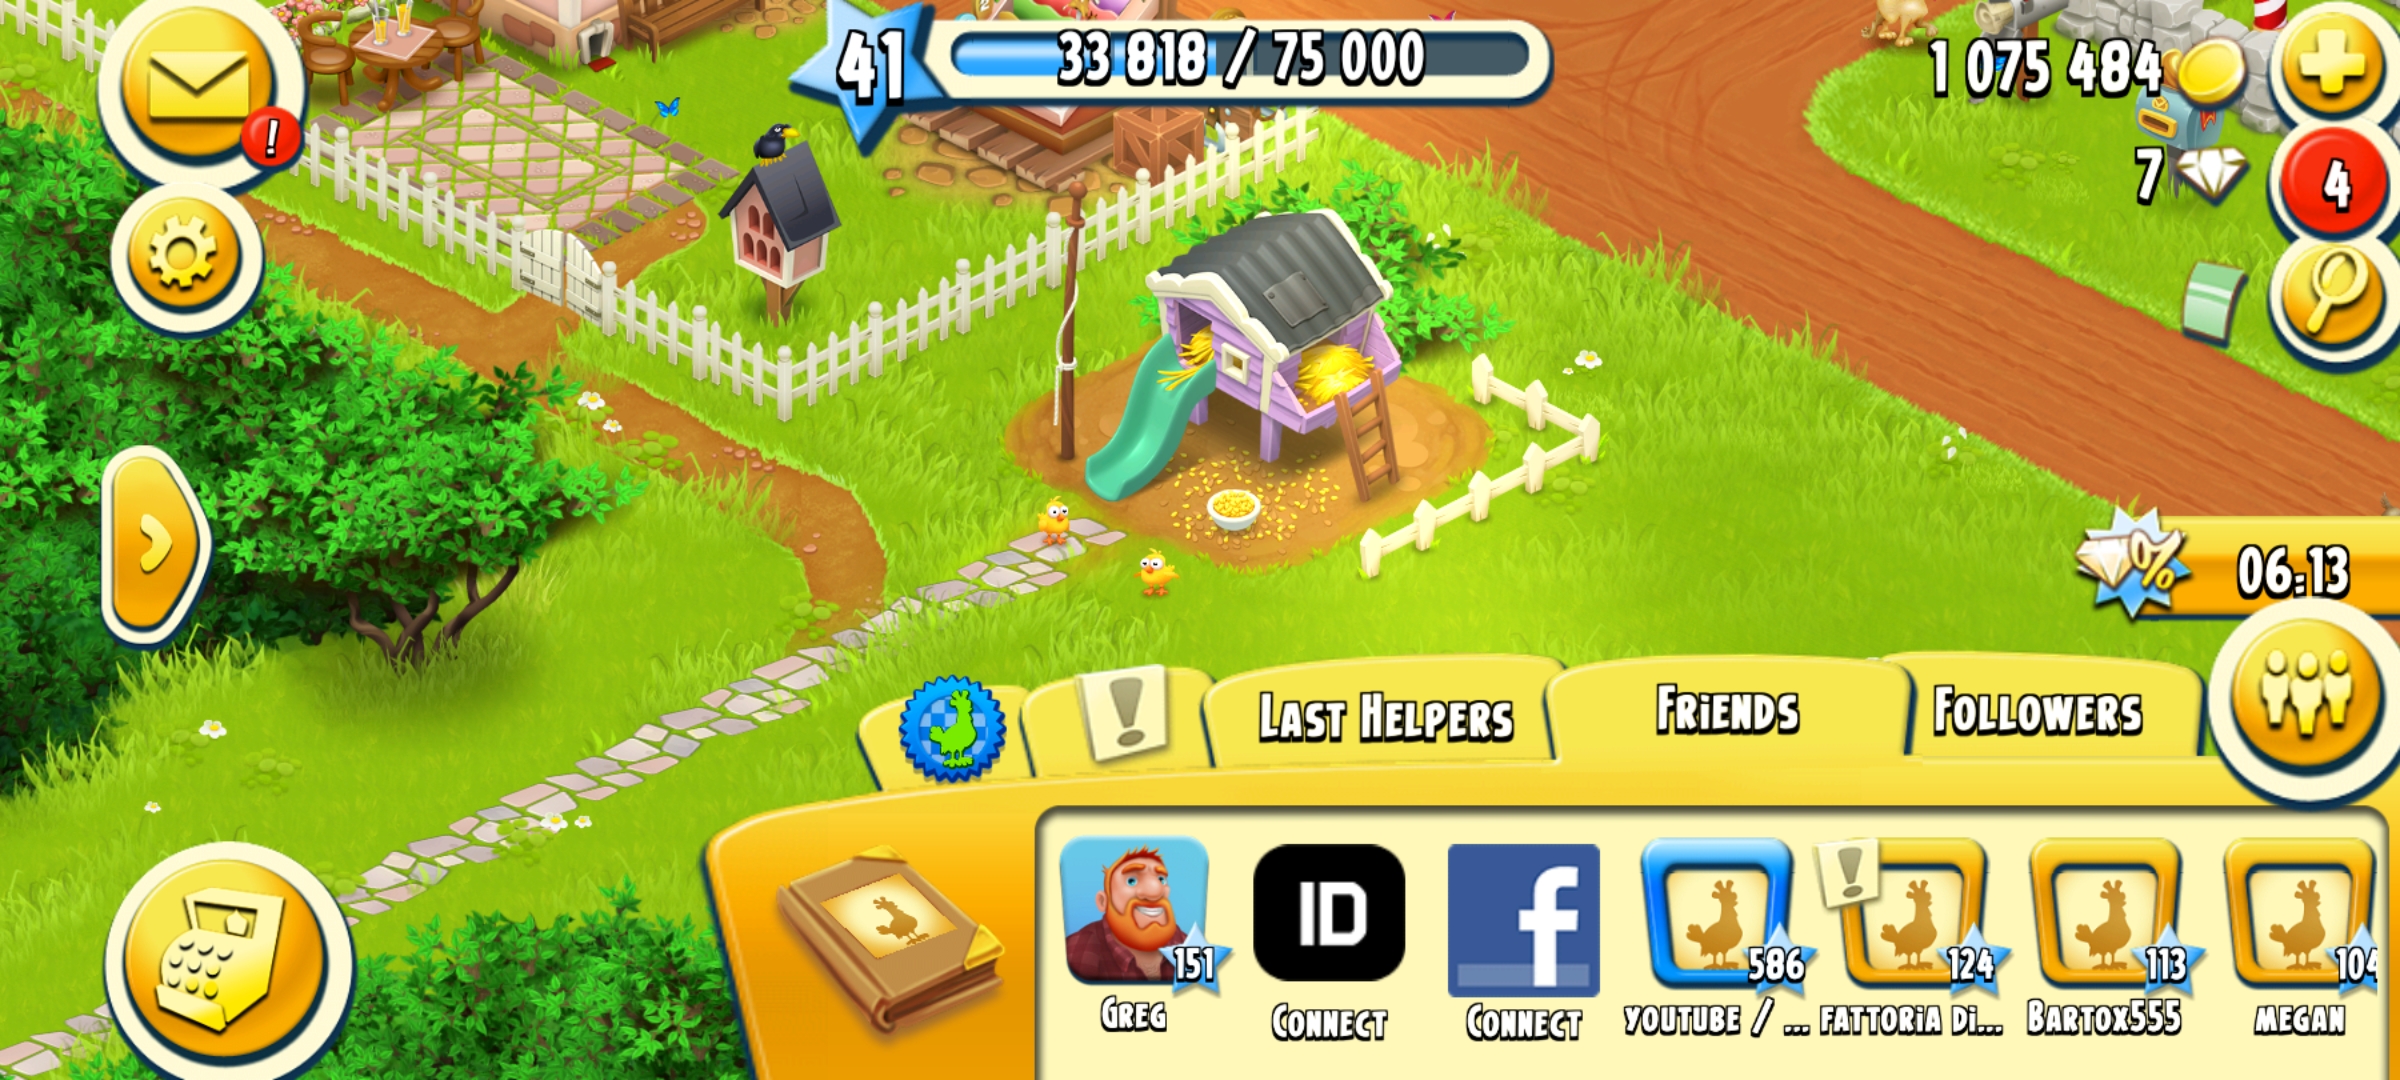 41
33 818 / 75 000
1 075 484
!
7
4
06:13
%
!
LAST HELPERS
FRiENDS
FOLLOWERS
151
GREG
ID
CONNECT
f
CONNECT
586
YOUTUBE / ...
!
124
FATTORiA Di...
113
BARTOX555
104
MEGAN